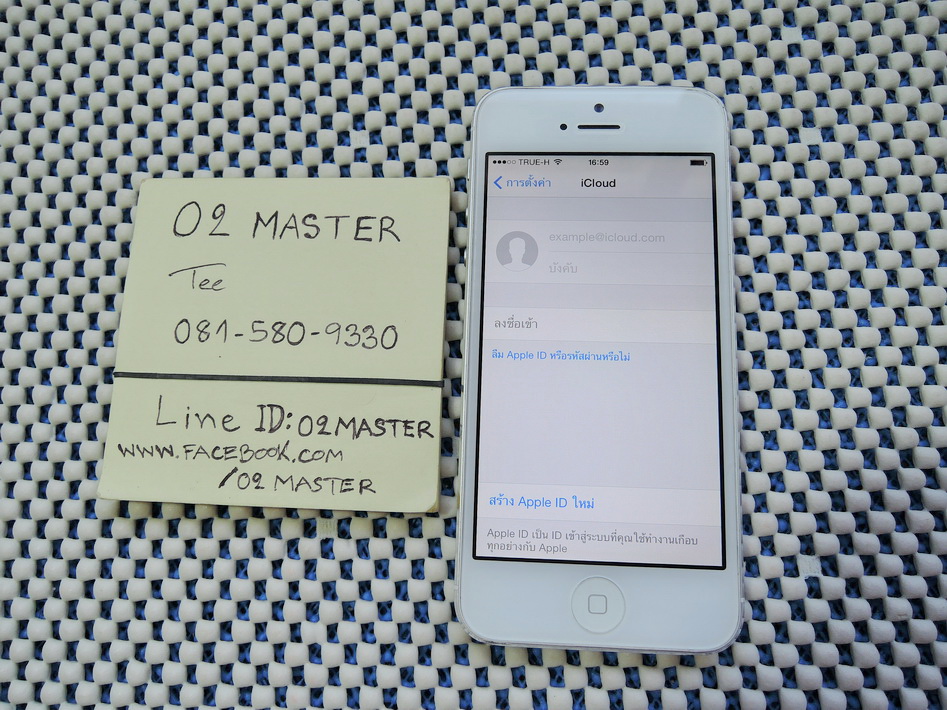 O2 MASTER
Tee
081-580-9330
Line ID: O2MASTER
WWW.FACEBOOK.COM
/O2 MASTER
TRUE-H 16:59
การตั้งค่า iCloud
example@icloud.com
บังคับ
ลงชื่อเข้า
ลืม Apple ID หรือรหัสผ่านหรือไม่
สร้าง Apple ID ใหม่
Apple ID เป็น ID เข้าสู่ระบบที่คุณใช้ทำงานเกือบ
ทุกอย่างกับ Apple